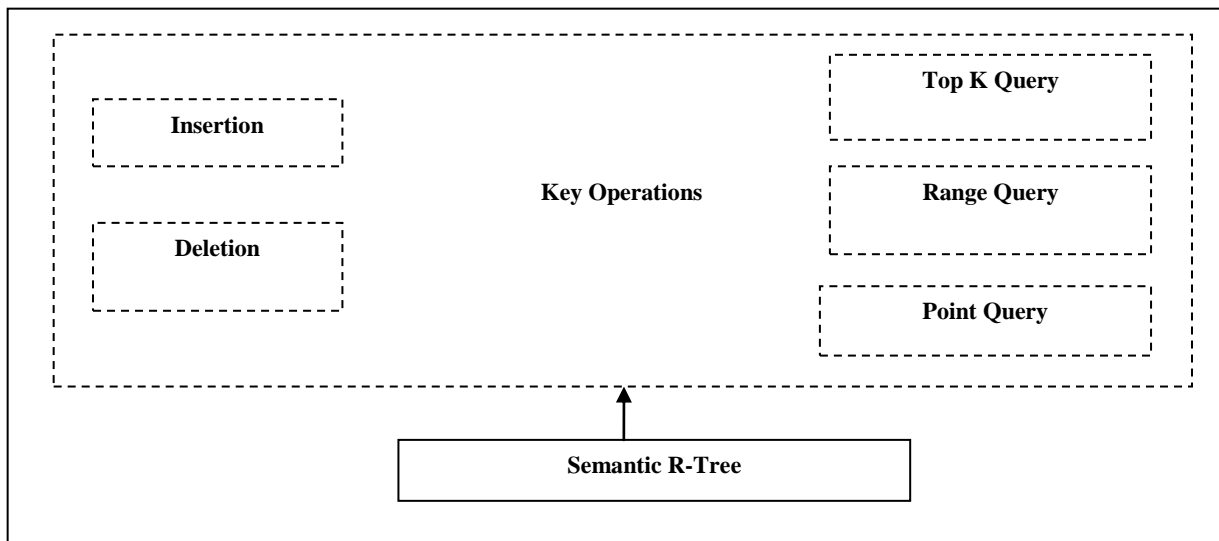 Top K Query
Insertion
Key Operations
Range Query
Deletion
Point Query
Semantic R-Tree